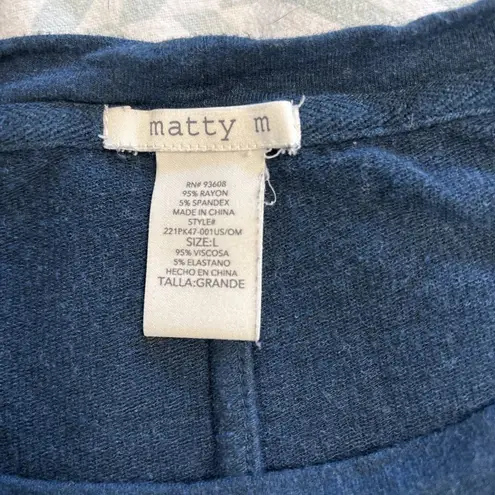 matty m
RN# 93608
95% RAYON
5% SPANDEX
MADE IN CHINA
STYLE#
221PK47-001US/OM
SIZE:L
95% VISCOSA
5% ELASTANO
HECHO EN CHINA
TALLA:GRANDE